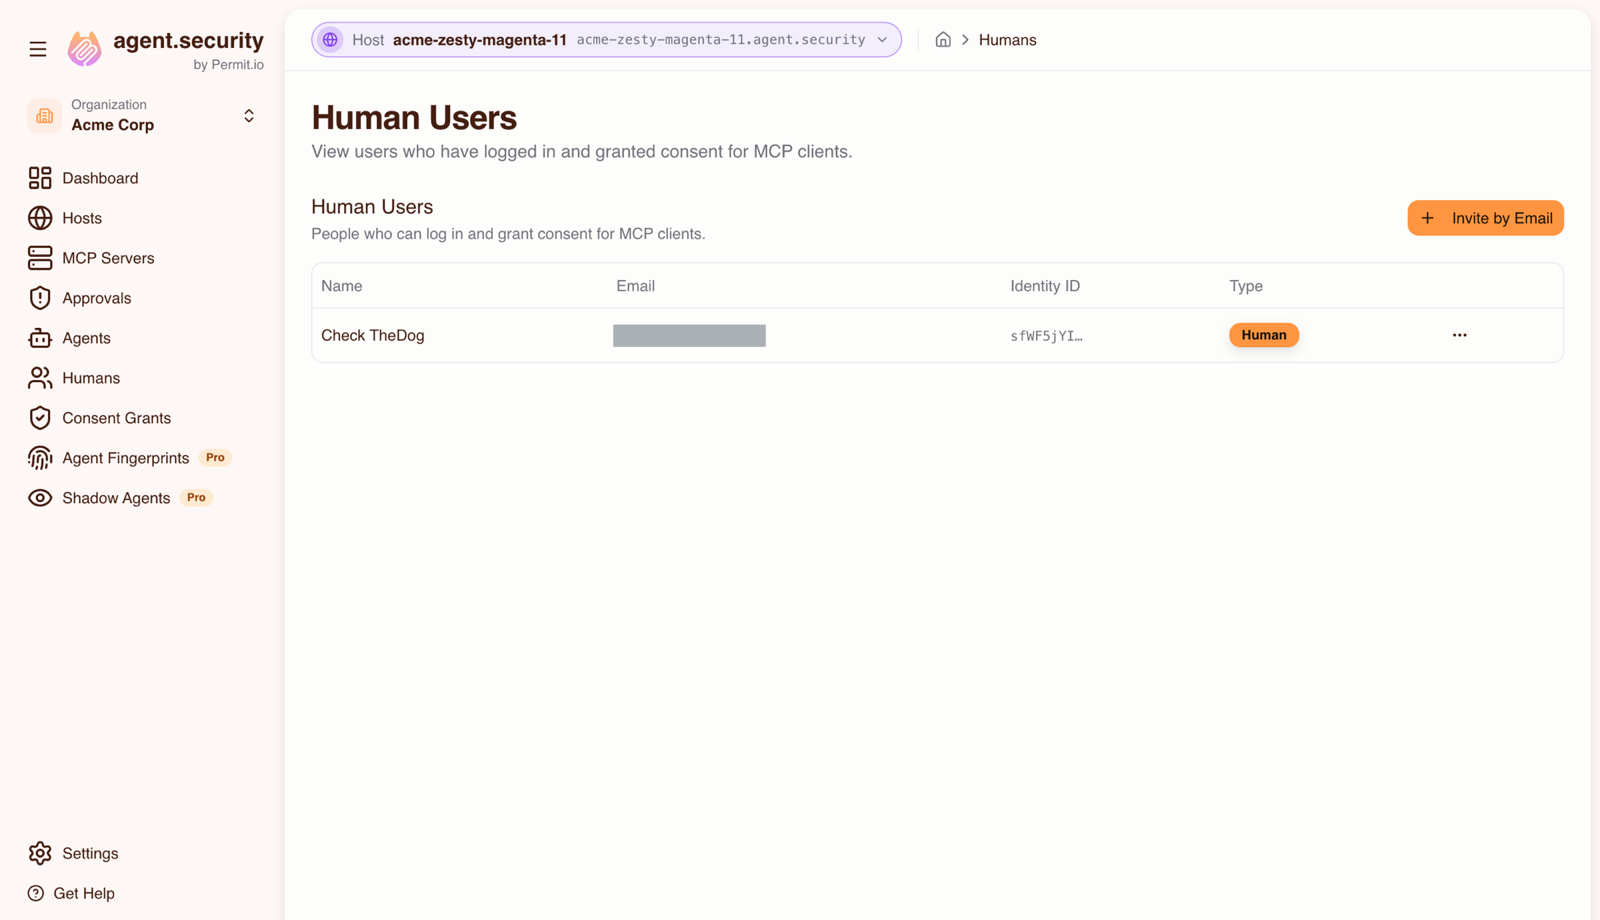 agent.security
by Permit.io
Organization
Acme Corp
Dashboard
Hosts
MCP Servers
Approvals
Agents
Humans
Consent Grants
Agent Fingerprints Pro
Shadow Agents Pro
Settings
Get Help
Host acme-zesty-magenta-11 acme-zesty-magenta-11.agent.security
Humans
Human Users
View users who have logged in and granted consent for MCP clients.
Human Users
People who can log in and grant consent for MCP clients.
+ Invite by Email
Name Email Identity ID Type
Check TheDog sfWF5jYI… Human ...